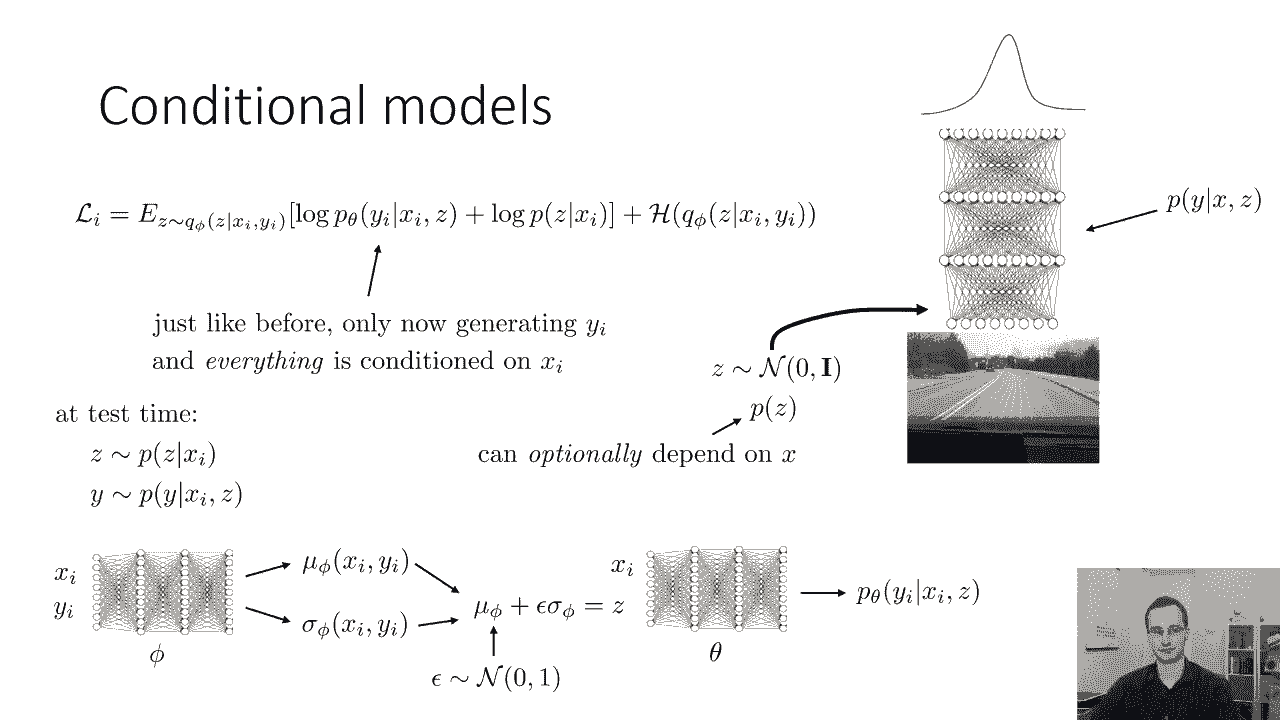 Conditional models
$\mathcal{L}_i = E_{z \sim q_\phi(z|x_i, y_i)}[\log p_\theta(y_i|x_i, z) + \log p(z|x_i)] + \mathcal{H}(q_\phi(z|x_i, y_i))$
$p(y|x, z)$
just like before, only now generating $y_i$
and everything is conditioned on $x_i$
$z \sim \mathcal{N}(0, \mathbf{I})$
$p(z)$
can optionally depend on $x$
at test time:
$z \sim p(z|x_i)$
$y \sim p(y|x_i, z)$
$x_i$
$y_i$
$\phi$
$\mu_\phi(x_i, y_i)$
$\sigma_\phi(x_i, y_i)$
$\mu_\phi + \epsilon\sigma_\phi = z$
$\epsilon \sim \mathcal{N}(0, 1)$
$x_i$
$\theta$
$p_\theta(y_i|x_i, z)$